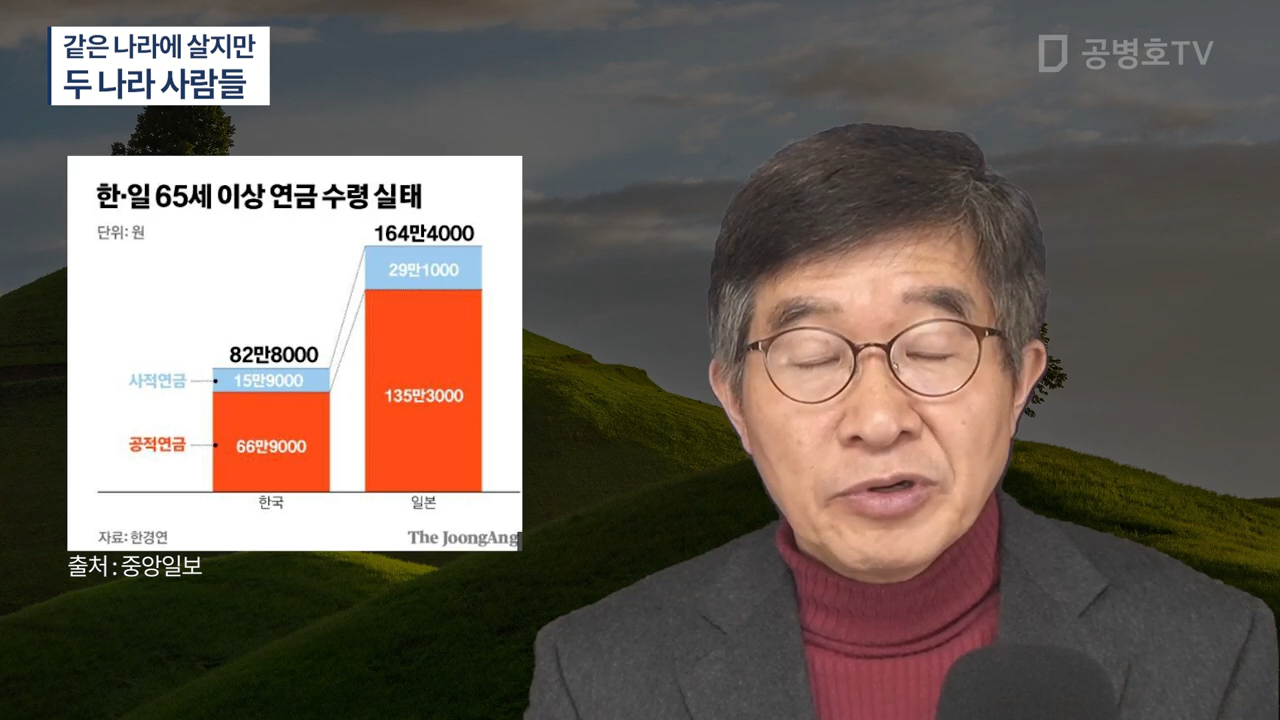 같은 나라에 살지만
두 나라 사람들
공병호TV
한·일 65세 이상 연금 수령 실태
단위: 원
164만4000
29만1000
82만8000
사적연금
15만9000
135만3000
공적연금
66만9000
한국
일본
자료: 한경연
The JoongAng
출처 : 중앙일보